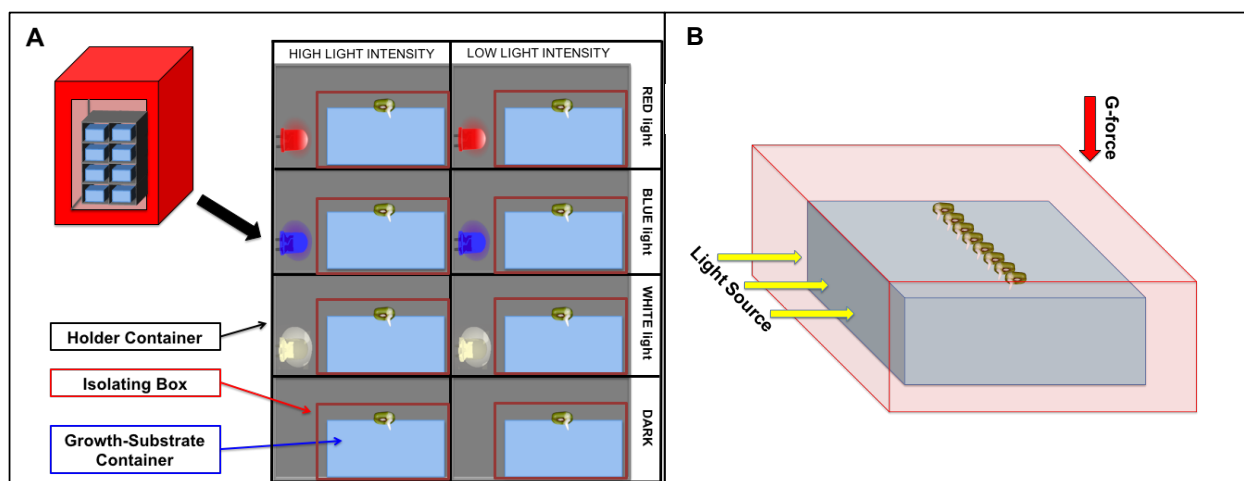 A
HIGH LIGHT INTENSITY
LOW LIGHT INTENSITY
RED light
BLUE light
WHITE light
DARK
Holder Container
Isolating Box
Growth-Substrate
Container
B
G-force
Light Source